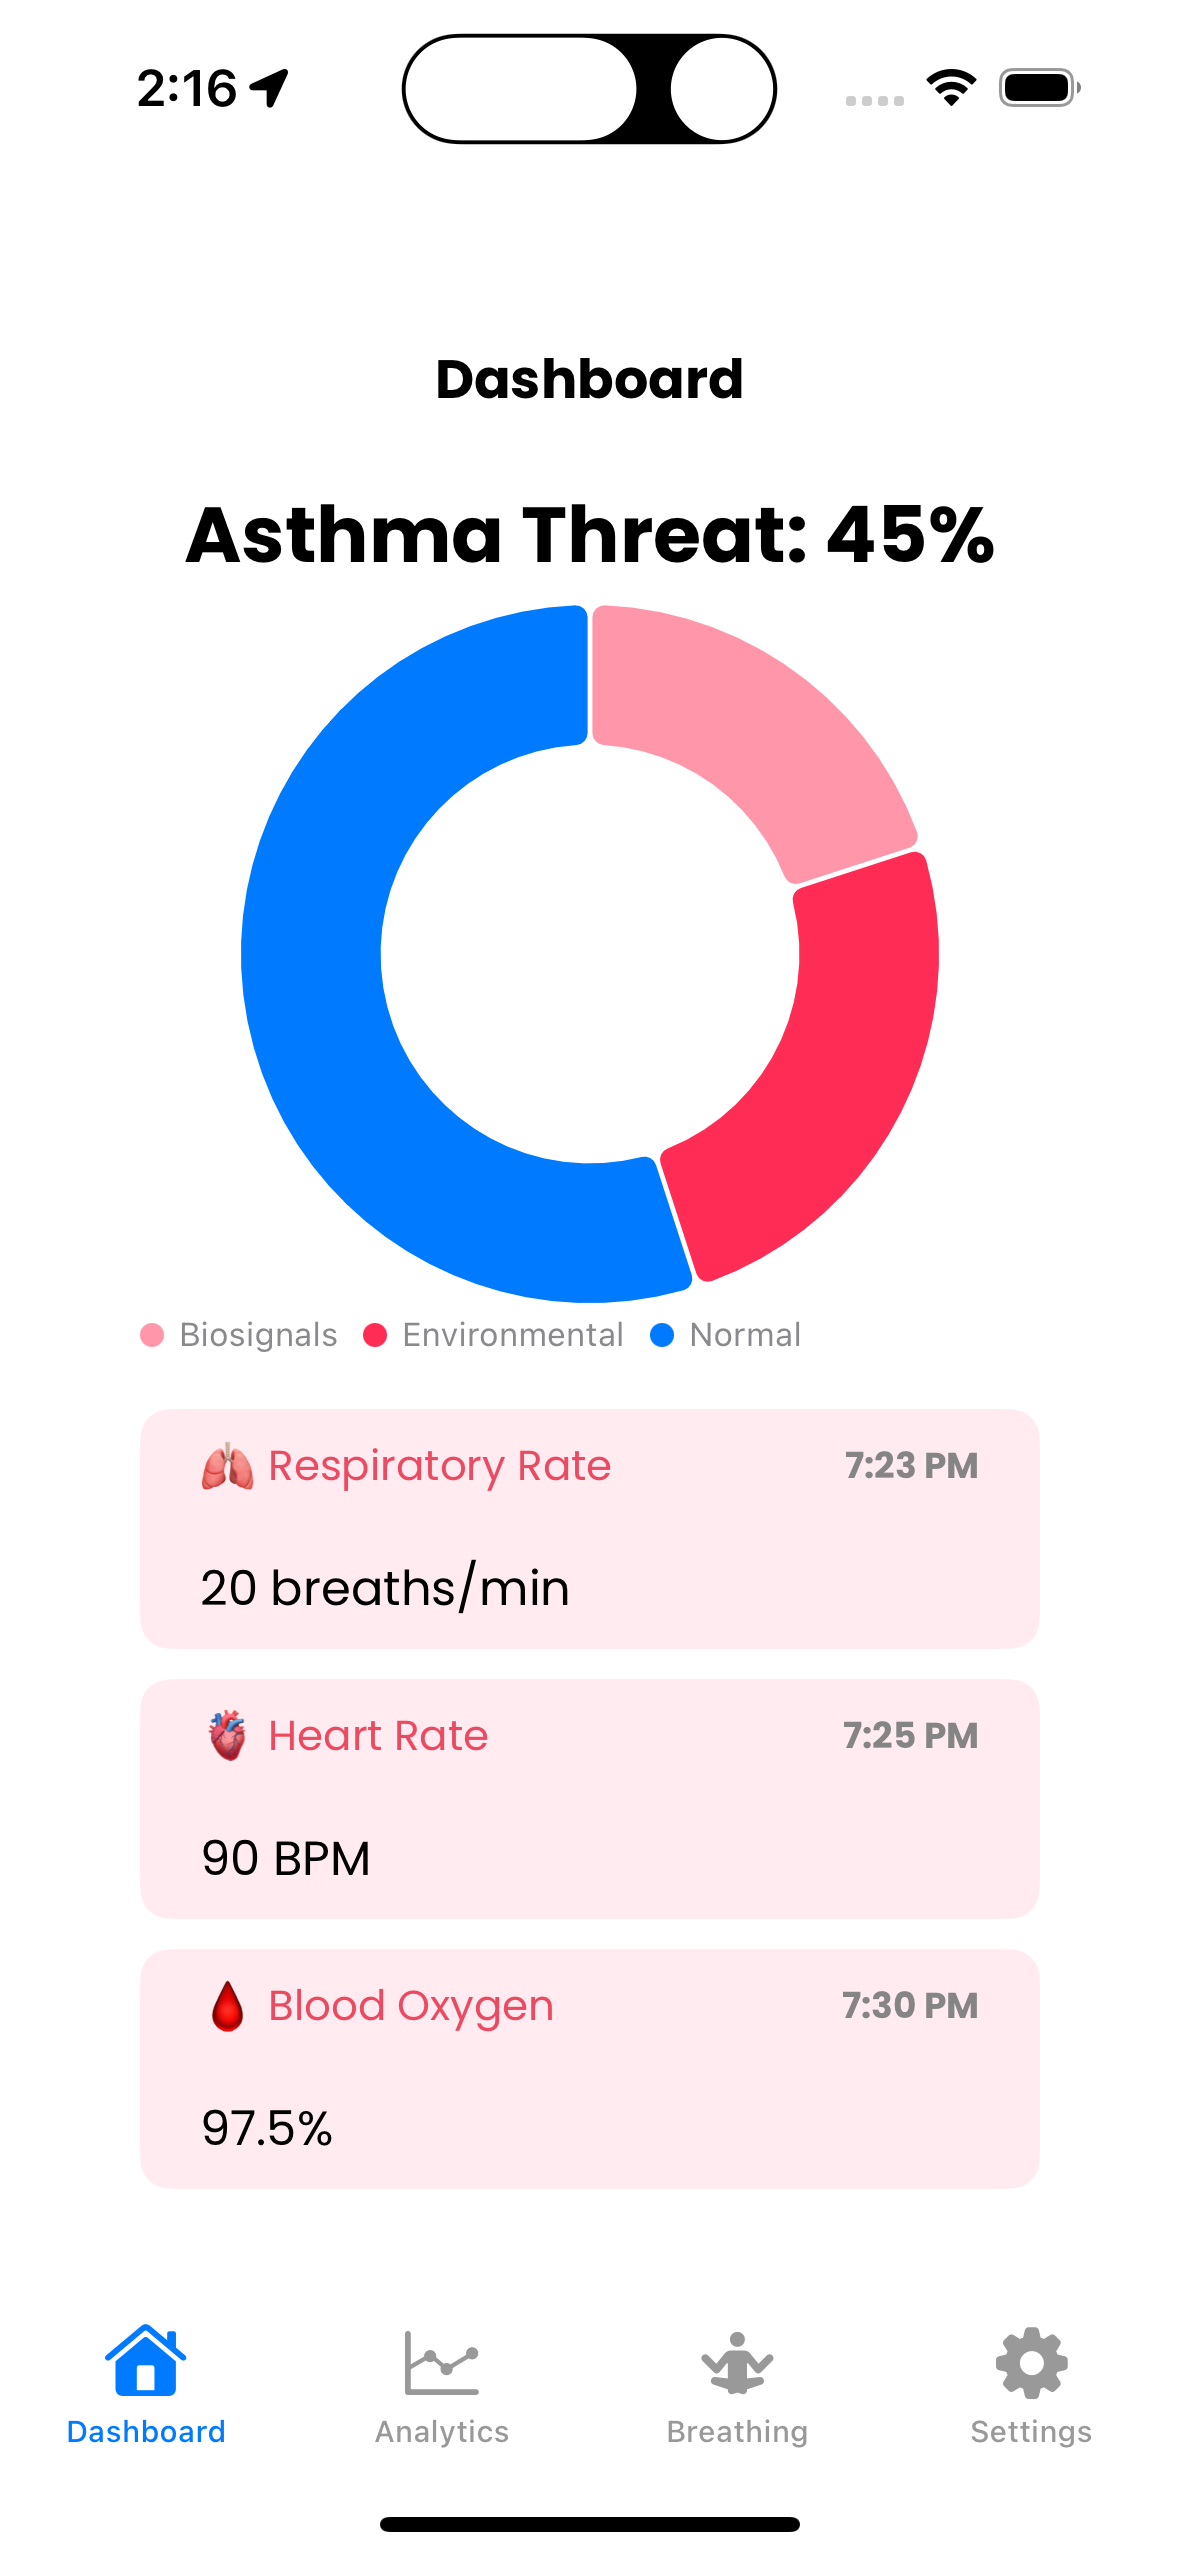 2:16
Dashboard
Asthma Threat: 45%
Biosignals Environmental Normal
Respiratory Rate 7:23 PM
20 breaths/min
Heart Rate 7:25 PM
90 BPM
Blood Oxygen 7:30 PM
97.5%
Dashboard Analytics Breathing Settings